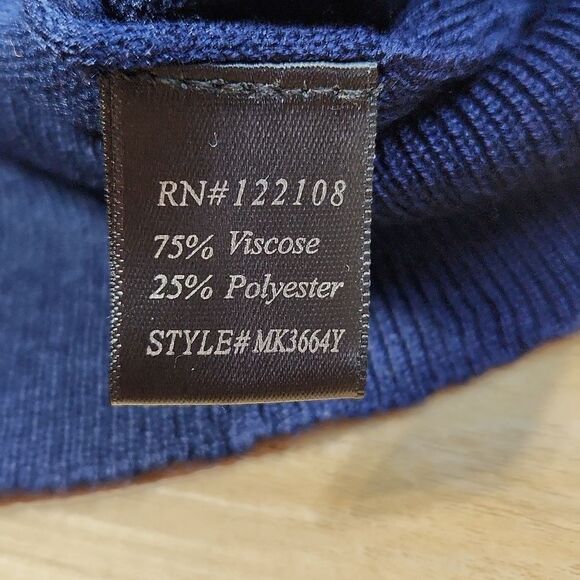 RN#122108
75% Viscose
25% Polyester
STYLE#MK3664Y